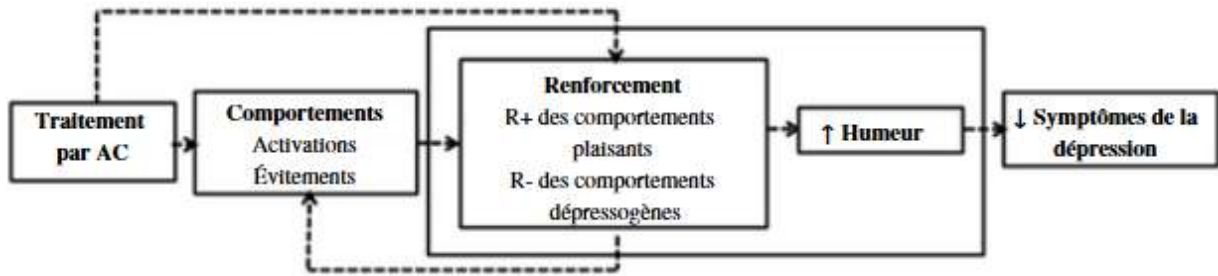 Traitement
par AC
Comportements
Activations
Évitements
Renforcement
R+ des comportements
plaisants
R- des comportements
dépressogènes
↑ Humeur
↓ Symptômes de la
dépression